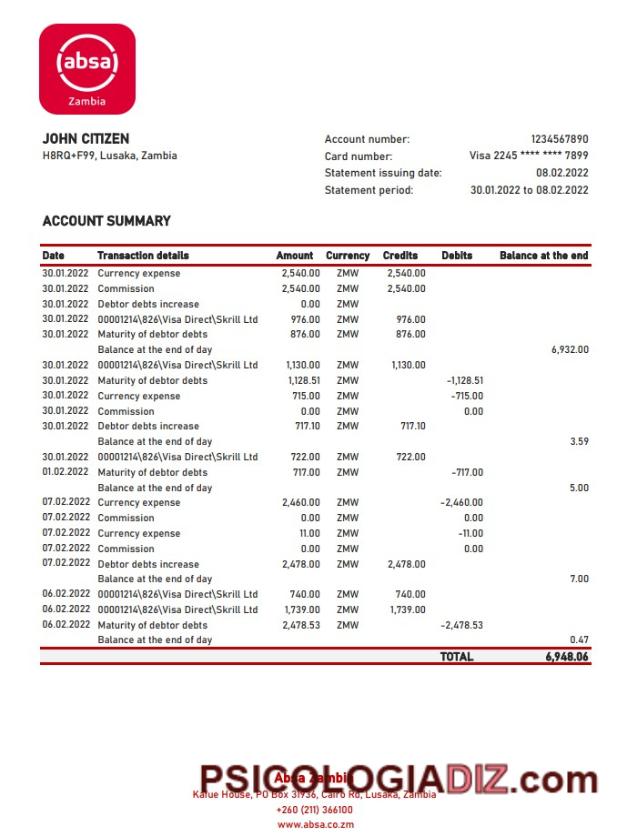 absa
Zambia
JOHN CITIZEN
H8RQ+F99, Lusaka, Zambia
Account number: 1234567890
Card number: Visa 2245 **** **** 7899
Statement issuing date: 08.02.2022
Statement period: 30.01.2022 to 08.02.2022
ACCOUNT SUMMARY
Date Transaction details Amount Currency Credits Debits Balance at the end
30.01.2022 Currency expense 2,540.00 ZMW 2,540.00
30.01.2022 Commission 2,540.00 ZMW 2,540.00
30.01.2022 Debtor debts increase 0.00 ZMW
30.01.2022 00001214\826\Visa Direct\Skrill Ltd 976.00 ZMW 976.00
30.01.2022 Maturity of debtor debts 876.00 ZMW 876.00
Balance at the end of day 6,932.00
30.01.2022 00001214\826\Visa Direct\Skrill Ltd 1,130.00 ZMW 1,130.00
30.01.2022 Maturity of debtor debts 1,128.51 ZMW -1,128.51
30.01.2022 Currency expense 715.00 ZMW -715.00
30.01.2022 Commission 0.00 ZMW 0.00
30.01.2022 Debtor debts increase 717.10 ZMW 717.10
Balance at the end of day 3.59
30.01.2022 00001214\826\Visa Direct\Skrill Ltd 722.00 ZMW 722.00
01.02.2022 Maturity of debtor debts 717.00 ZMW -717.00
Balance at the end of day 5.00
07.02.2022 Currency expense 2,460.00 ZMW -2,460.00
07.02.2022 Commission 0.00 ZMW 0.00
07.02.2022 Currency expense 11.00 ZMW -11.00
07.02.2022 Commission 0.00 ZMW 0.00
07.02.2022 Debtor debts increase 2,478.00 ZMW 2,478.00
Balance at the end of day 7.00
06.02.2022 00001214\826\Visa Direct\Skrill Ltd 740.00 ZMW 740.00
06.02.2022 00001214\826\Visa Direct\Skrill Ltd 1,739.00 ZMW 1,739.00
06.02.2022 Maturity of debtor debts 2,478.53 ZMW -2,478.53
Balance at the end of day 0.47
TOTAL 6,948.06
Absa Zambia
PSICOLOGIADIZ.com
Kafue House, PO Box 31936, Cairo Rd, Lusaka, Zambia
+260 (211) 366100
www.absa.co.zm